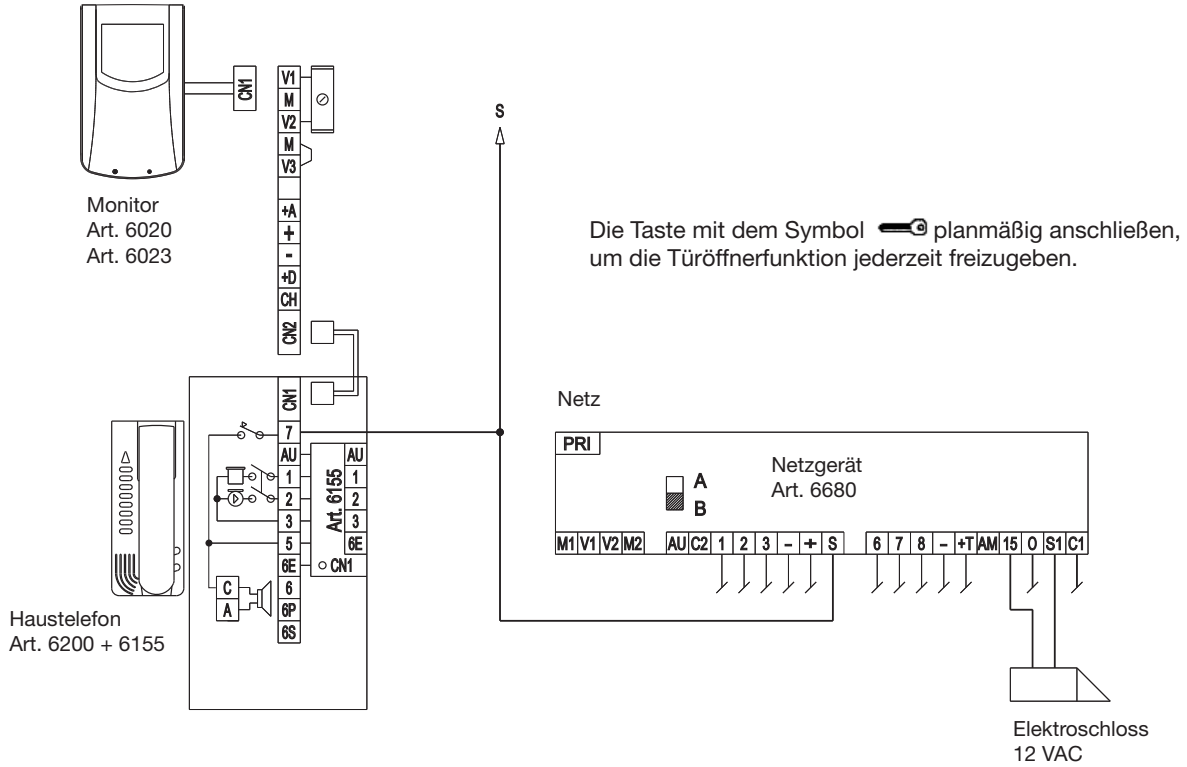 CN1
V1
M
V2
M
V3
+A
+
-
+D
CH
CN2
Monitor
Art. 6020
Art. 6023
S
Die Taste mit dem Symbol planmäßig anschließen,
um die Türöffnerfunktion jederzeit freizugeben.
CN1
7
AU
1
2
3
5
6E
6
6P
6S
C
A
Art. 6155
AU
1
2
3
6E
CN1
Haustelefon
Art. 6200 + 6155
Netz
PRI
A
B
Netzgerät
Art. 6680
M1 V1 V2 M2 AU C2 1 2 3 - + S 6 7 8 - +T AM 15 O S1 C1
Elektroschloss
12 VAC